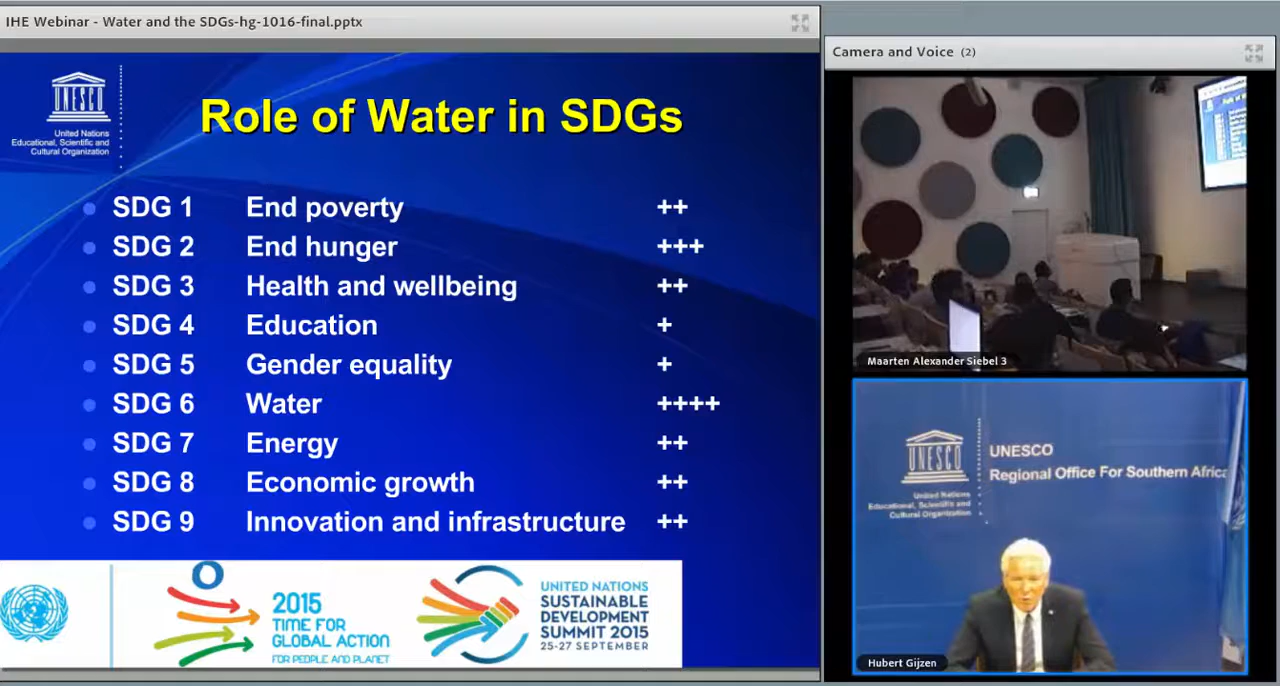 IHE Webinar - Water and the SDGs-hg-1016-final.pptx
UNESCO
United Nations
Educational, Scientific and
Cultural Organization
Role of Water in SDGs
SDG 1 End poverty ++
SDG 2 End hunger +++
SDG 3 Health and wellbeing ++
SDG 4 Education +
SDG 5 Gender equality +
SDG 6 Water ++++
SDG 7 Energy ++
SDG 8 Economic growth ++
SDG 9 Innovation and infrastructure ++
2015
TIME FOR
GLOBAL ACTION
FOR PEOPLE AND PLANET
UNITED NATIONS
SUSTAINABLE
DEVELOPMENT
SUMMIT 2015
25-27 SEPTEMBER
Camera and Voice (2)
Maarten Alexander Siebel 3
UNESCO
United Nations
Educational, Scientific and
Cultural Organization
UNESCO
Regional Office For Southern Africa
Hubert Gijzen